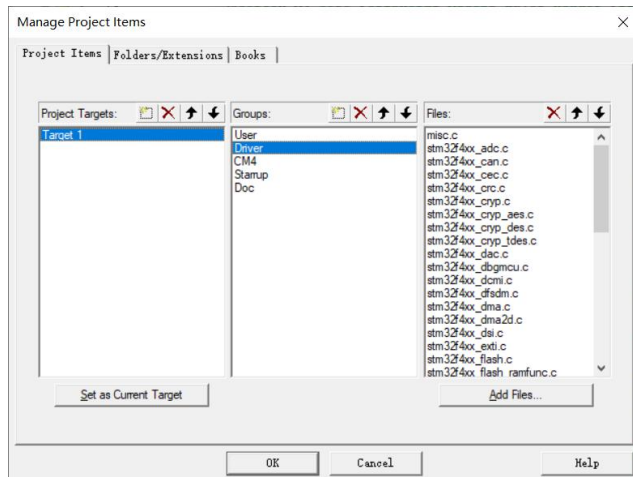 Manage Project Items
Project Items Folders/Extensions Books
Project Targets:
Target 1
Set as Current Target
Groups:
User
Driver
CM4
Starrup
Doc
Files:
misc.c
stm32f4xx_adc.c
stm32f4xx_can.c
stm32f4xx_cec.c
stm32f4xx_crc.c
stm32f4xx_cryp.c
stm32f4xx_cryp_aes.c
stm32f4xx_cryp_des.c
stm32f4xx_cryp_tdes.c
stm32f4xx_dac.c
stm32f4xx_dbgmcu.c
stm32f4xx_dcmi.c
stm32f4xx_dfsdm.c
stm32f4xx_dma.c
stm32f4xx_dma2d.c
stm32f4xx_dsi.c
stm32f4xx_exti.c
stm32f4xx_flash.c
stm32f4xx_flash_ramfunc.c
Add Files...
OK Cancel Help